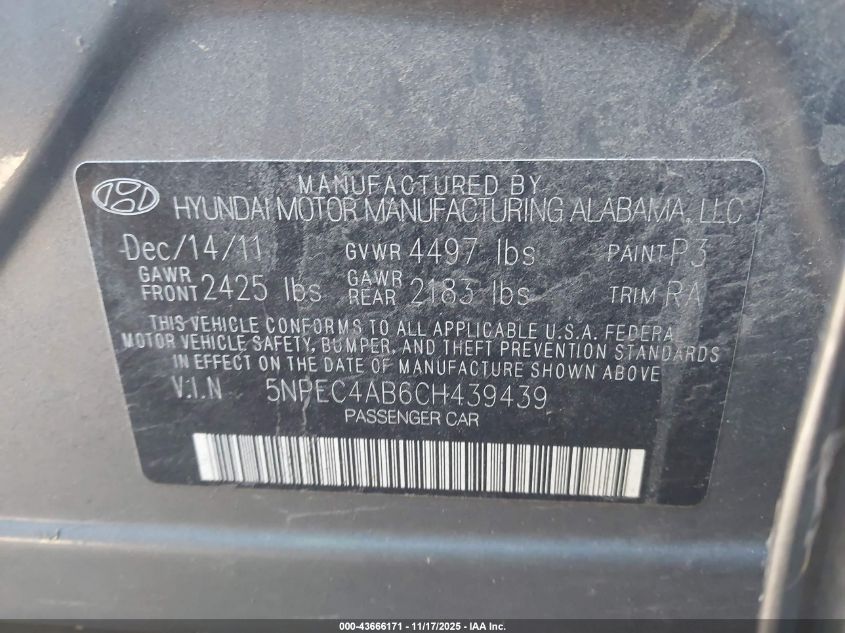 MANUFACTURED BY
HYUNDAI MOTOR MANUFACTURING ALABAMA, LLC
Dec/14/11 GVWR 4497 lbs PAINT P3
GAWR FRONT 2425 lbs GAWR REAR 2183 lbs TRIM RA
THIS VEHICLE CONFORMS TO ALL APPLICABLE U.S.A. FEDERA
MOTOR VEHICLE SAFETY, BUMPER, AND THEFT PREVENTION STANDARDS
IN EFFECT ON THE DATE OF MANUFACTURE SHOWN ABOVE
V.I.N 5NPEC4AB6CH439439
PASSENGER CAR
000-43666171 - 11/17/2025 - IAA Inc.